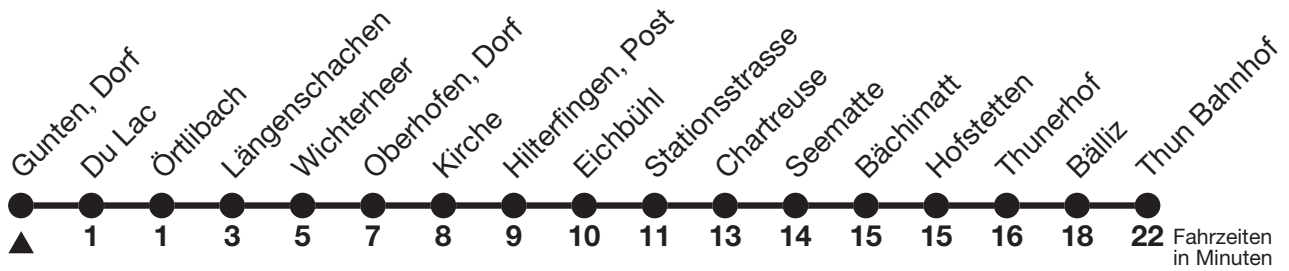 Gunten, Dorf
Du Lac
Örtlibach
Längenschachen
Wichterheer
Oberhofen, Dorf
Kirche
Hilterfingen, Post
Eichbühl
Stationsstrasse
Chartreuse
Seematte
Bächimatt
Hofstetten
Thunerhof
Bälliz
Thun Bahnhof
1 1 3 5 7 8 9 10 11 13 14 15 15 16 18 22 Fahrzeiten
in Minuten